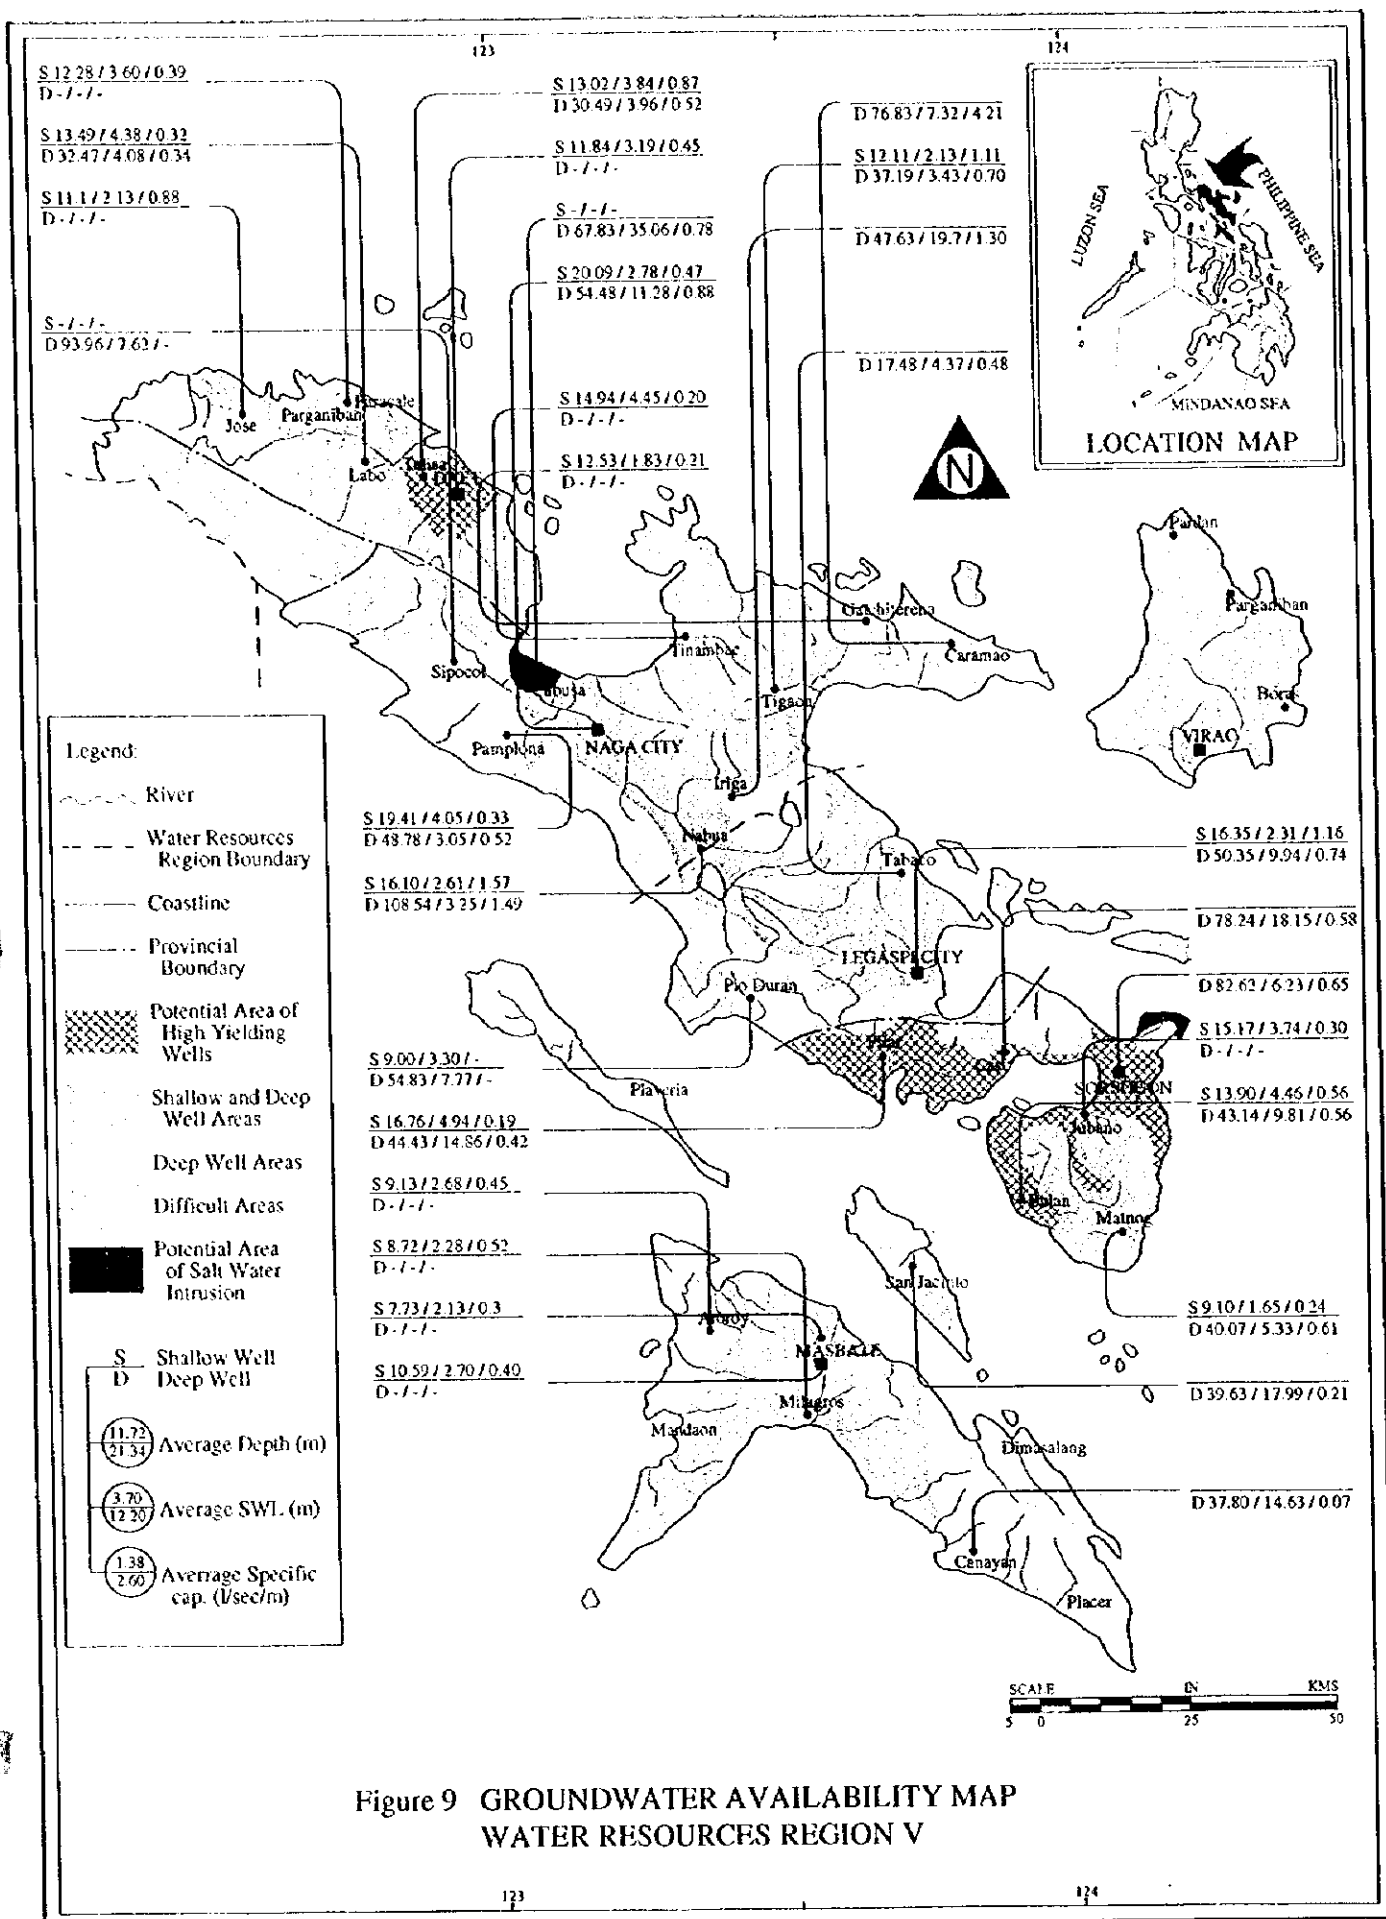 123
124
S 12.28 / 3.60 / 0.39
D - / - / -
S 13.49 / 4.38 / 0.32
D 32.47 / 4.08 / 0.34
S 11.1 / 2.13 / 0.88
D - / - / -
S - / - / -
D 93.96 / 7.62 / -
S 13.02 / 3.84 / 0.87
D 30.49 / 3.96 / 0.52
S 11.84 / 3.19 / 0.45
D - / - / -
S - / - / -
D 67.83 / 35.06 / 0.78
S 20.09 / 2.78 / 0.47
D 54.48 / 11.28 / 0.88
S 14.94 / 4.45 / 0.20
D - / - / -
S 12.53 / 1.83 / 0.21
D - / - / -
D 76.83 / 7.32 / 4.21
S 12.11 / 2.13 / 1.11
D 37.19 / 3.43 / 0.70
D 47.63 / 19.7 / 1.30
D 17.48 / 4.37 / 0.48
LUZON SEA
PHILIPPINE SEA
MINDANAO SEA
LOCATION MAP
N
Jose
Parganiban
Labo
Sipocot
Tinambac
Caramao
Tigaon
Pamplona
NAGA CITY
Iriga
Nabua
Tabaco
LEGASPI CITY
Pio Duran
Pilar
Plaveria
SORSOGON
Jubano
Bulan
Matnog
San Jacinto
Aroroy
MASBATE
Milagros
Mandaon
Dimasalang
Cenayan
Placer
Pandan
Parganiban
Bora
VIRAC
Legend:
River
Water Resources
Region Boundary
Coastline
Provincial
Boundary
Potential Area of
High Yielding
Wells
Shallow and Deep
Well Areas
Deep Well Areas
Difficult Areas
Potential Area
of Salt Water
Intrusion
S Shallow Well
D Deep Well
11.72
21.34
Average Depth (m)
3.70
12.20
Average SWL (m)
1.38
2.60
Averrage Specific
cap. (l/sec/m)
S 19.41 / 4.05 / 0.33
D 48.78 / 3.05 / 0.52
S 16.10 / 2.61 / 1.57
D 108.54 / 3.25 / 1.49
S 9.00 / 3.30 / -
D 54.83 / 7.77 / -
S 16.76 / 4.94 / 0.19
D 44.43 / 14.86 / 0.42
S 9.13 / 2.68 / 0.45
D - / - / -
S 8.72 / 2.28 / 0.52
D - / - / -
S 7.73 / 2.13 / 0.3
D - / - / -
S 10.59 / 2.70 / 0.40
D - / - / -
S 16.35 / 2.31 / 1.16
D 50.35 / 9.94 / 0.74
D 78.24 / 18.15 / 0.58
D 82.62 / 6.23 / 0.65
S 15.17 / 3.74 / 0.30
D - / - / -
S 13.90 / 4.46 / 0.56
D 43.14 / 9.81 / 0.56
S 9.10 / 1.65 / 0.24
D 40.07 / 5.33 / 0.61
D 39.63 / 17.99 / 0.21
D 37.80 / 14.63 / 0.07
SCALE IN KMS
5 0 25 50
Figure 9 GROUNDWATER AVAILABILITY MAP
WATER RESOURCES REGION V
123
124